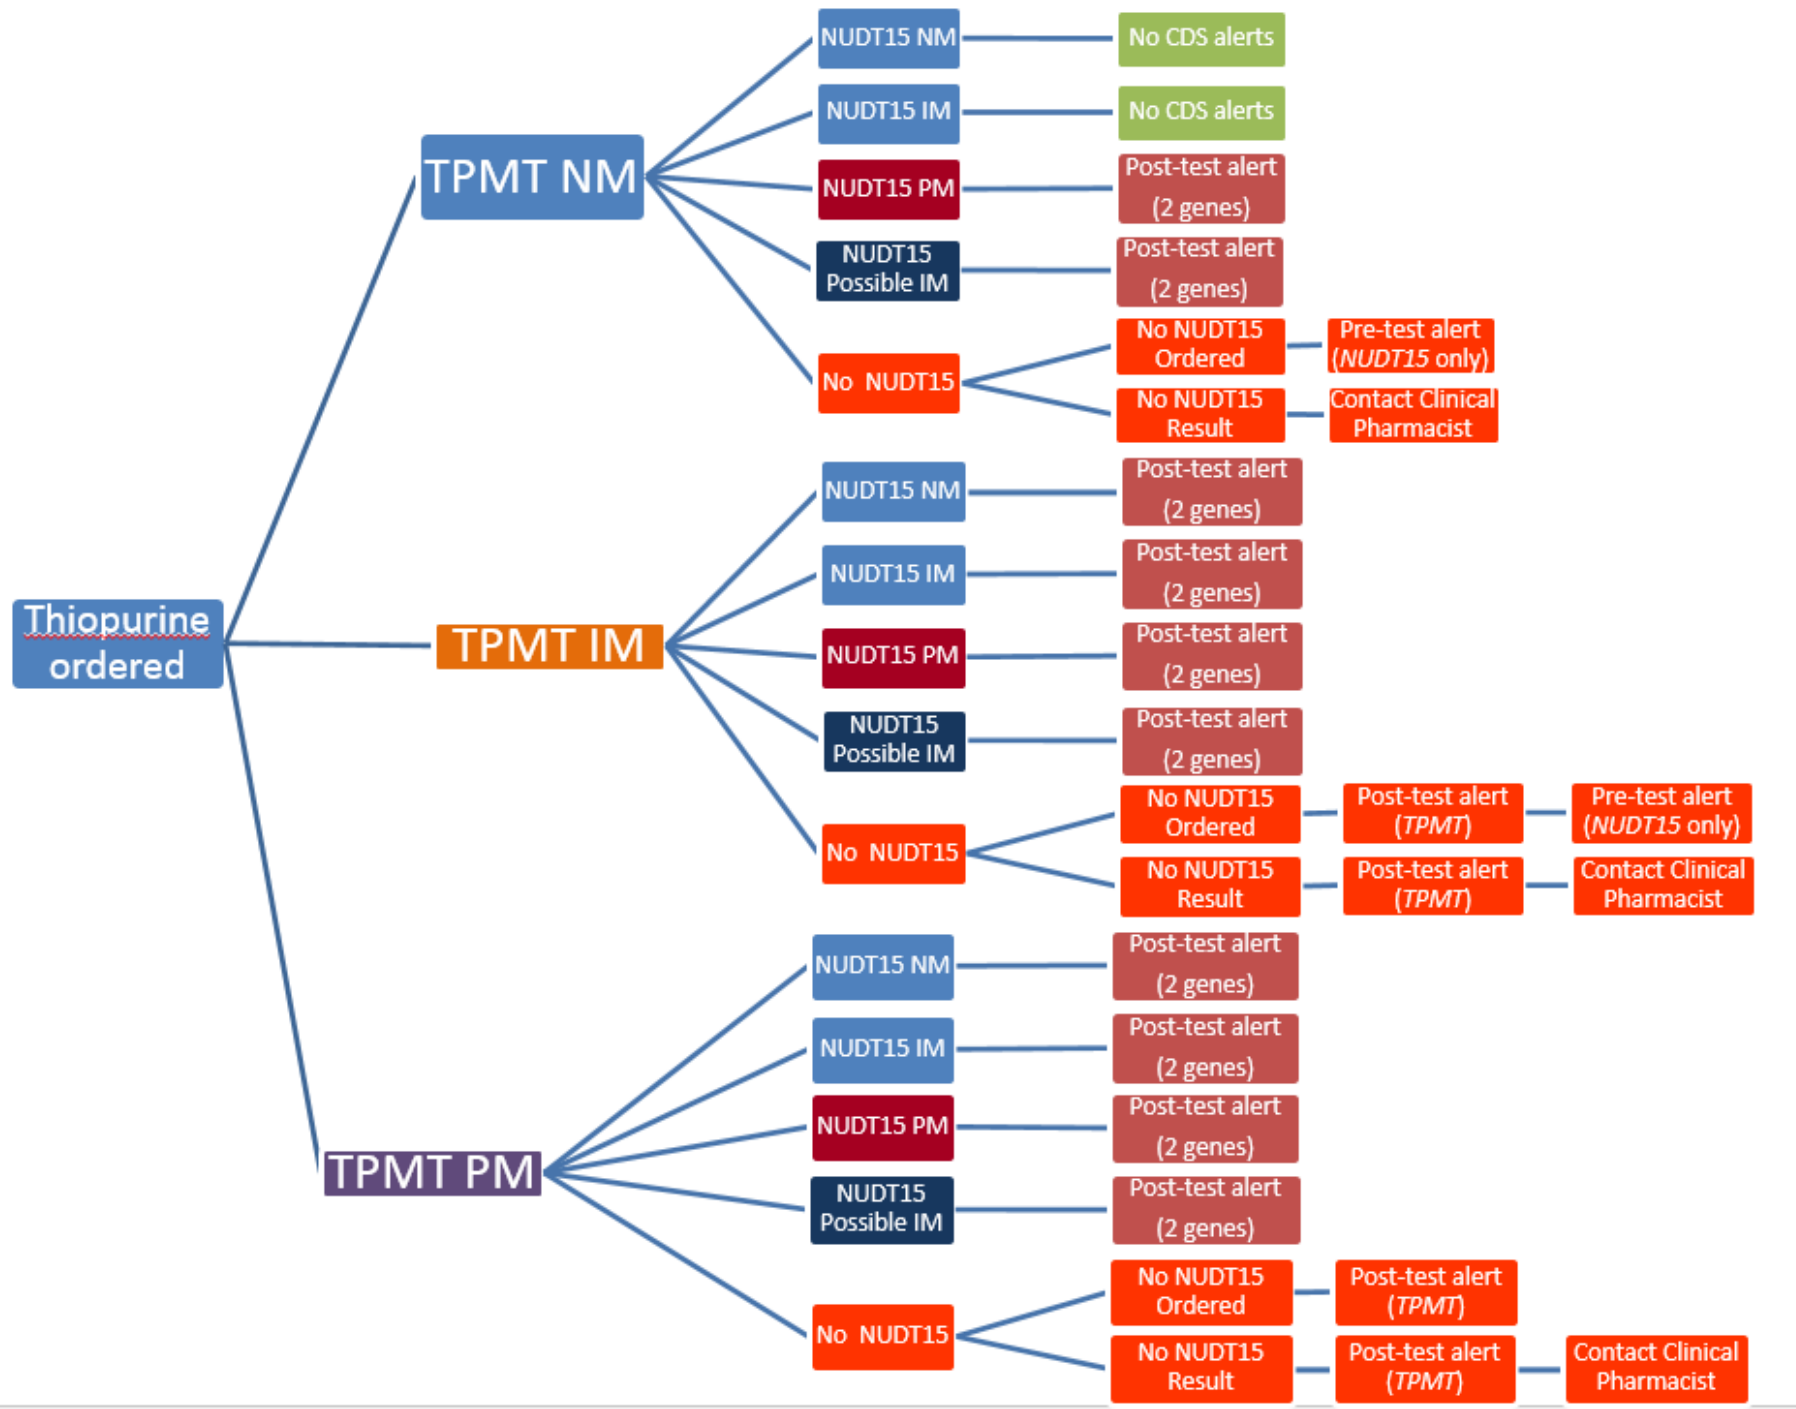 Thiopurine
ordered
TPMT NM
NUDT15 NM
No CDS alerts
NUDT15 IM
No CDS alerts
NUDT15 PM
Post-test alert
(2 genes)
NUDT15
Possible IM
Post-test alert
(2 genes)
No  NUDT15
No NUDT15
Ordered
Pre-test alert
(NUDT15 only)
No NUDT15
Result
Contact Clinical
Pharmacist
TPMT IM
NUDT15 NM
Post-test alert
(2 genes)
NUDT15 IM
Post-test alert
(2 genes)
NUDT15 PM
Post-test alert
(2 genes)
NUDT15
Possible IM
Post-test alert
(2 genes)
No  NUDT15
No NUDT15
Ordered
Post-test alert
(TPMT)
Pre-test alert
(NUDT15 only)
No NUDT15
Result
Post-test alert
(TPMT)
Contact Clinical
Pharmacist
TPMT PM
NUDT15 NM
Post-test alert
(2 genes)
NUDT15 IM
Post-test alert
(2 genes)
NUDT15 PM
Post-test alert
(2 genes)
NUDT15
Possible IM
Post-test alert
(2 genes)
No  NUDT15
No NUDT15
Ordered
Post-test alert
(TPMT)
No NUDT15
Result
Post-test alert
(TPMT)
Contact Clinical
Pharmacist